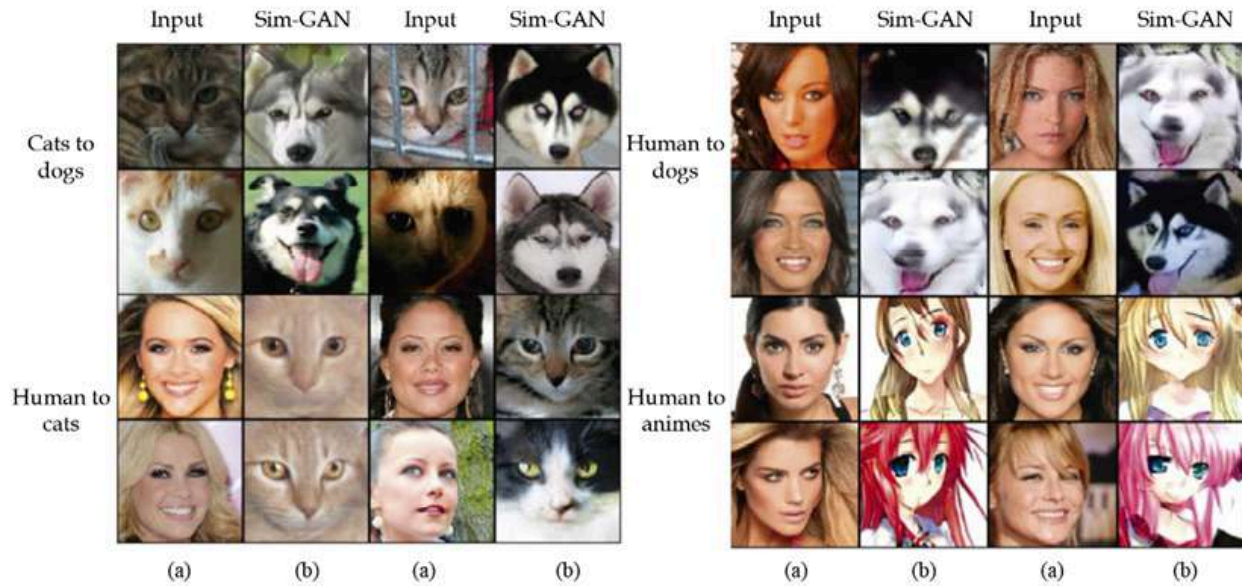 Input Sim-GAN Input Sim-GAN
Cats to
dogs
Human to
cats
(a) (b) (a) (b)
Input Sim-GAN Input Sim-GAN
Human to
dogs
Human to
animes
(a) (b) (a) (b)